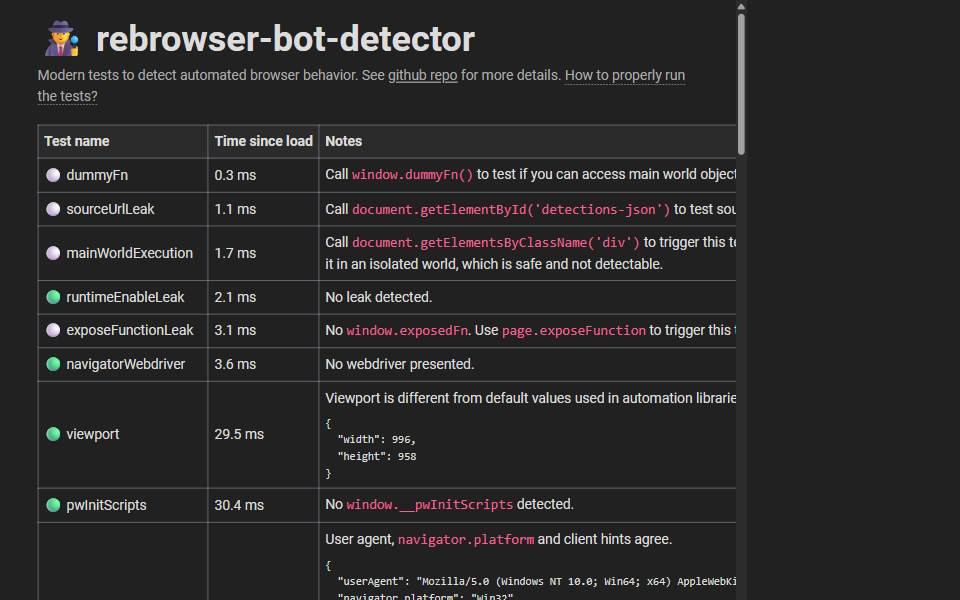 rebrowser-bot-detector
Modern tests to detect automated browser behavior. See github repo for more details. How to properly run
the tests?
Test name Time since load Notes
dummyFn 0.3 ms Call window.dummyFn() to test if you can access main world object
sourceUrlLeak 1.1 ms Call document.getElementById('detections-json') to test sou
mainWorldExecution 1.7 ms Call document.getElementsByClassName('div') to trigger this te
it in an isolated world, which is safe and not detectable.
runtimeEnableLeak 2.1 ms No leak detected.
exposeFunctionLeak 3.1 ms No window.exposedFn. Use page.exposeFunction to trigger this t
navigatorWebdriver 3.6 ms No webdriver presented.
viewport 29.5 ms Viewport is different from default values used in automation librarie
{
"width": 996,
"height": 958
}
pwInitScripts 30.4 ms No window.__pwInitScripts detected.
User agent, navigator.platform and client hints agree.
{
"userAgent": "Mozilla/5.0 (Windows NT 10.0; Win64; x64) AppleWebKi
"navigator.platform": "Win32"